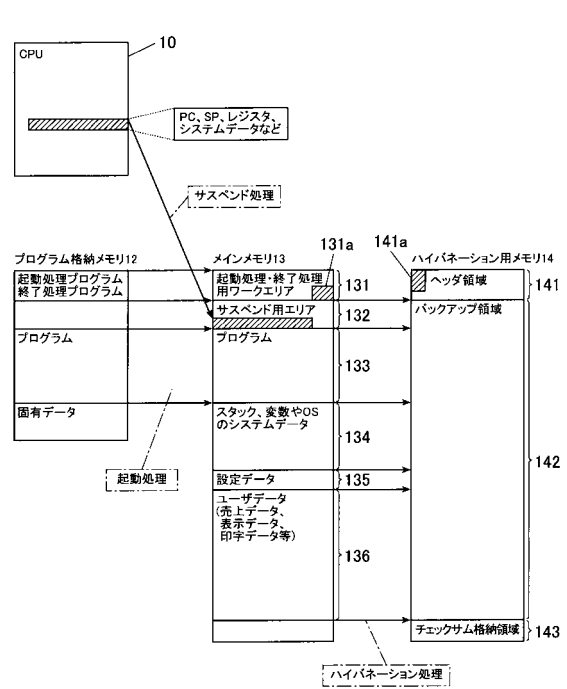 10
CPU
PC、SP、レジスタ、
システムデータなど
サスペンド処理
131a
141a
プログラム格納メモリ12
メインメモリ13
ハイバネーション用メモリ14
起動処理プログラム
終了処理プログラム
起動処理・終了処理
用ワークエリア
131
ヘッダ領域
141
サスペンド用エリア
132
バックアップ領域
プログラム
プログラム
133
固有データ
スタック、変数やOS
のシステムデータ
134
142
起動処理
設定データ
135
ユーザデータ
(売上データ、
表示データ、
印字データ等)
136
チェックサム格納領域
143
ハイバネーション処理